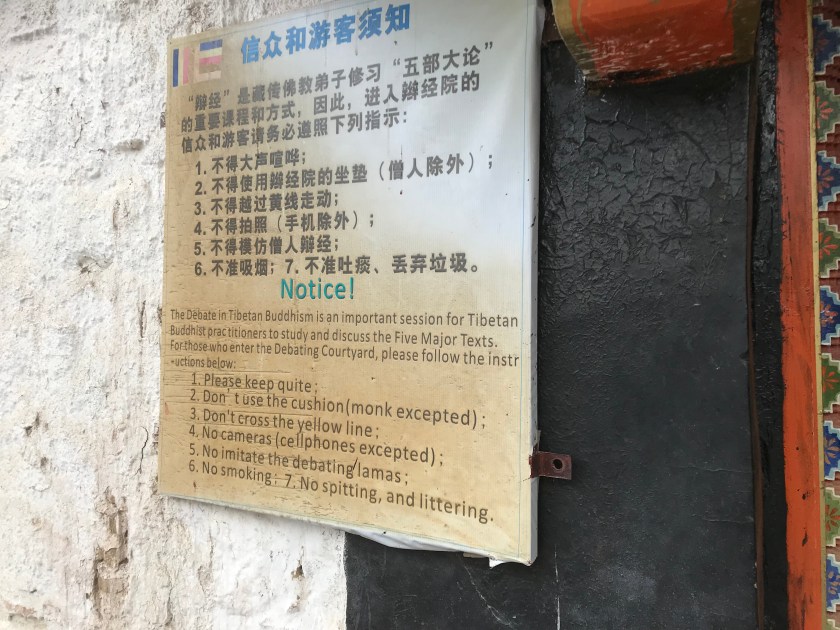 信众和游客须知
“辩经”是藏传佛教弟子修习“五部大论”
的重要课程和方式，因此，进入辩经院的
信众和游客请务必遵照下列指示：
1. 不得大声喧哗；
2. 不得使用辩经院的坐垫（僧人除外）；
3. 不得越过黄线走动；
4. 不得拍照（手机除外）；
5. 不得模仿僧人辩经；
6. 不准吸烟；7. 不准吐痰、丢弃垃圾。
Notice!
The Debate in Tibetan Buddhism is an important session for Tibetan
Buddhist prac titioners to study and discuss the Five Major Texts.
For those who enter the Debating Courtyard, please follow the instr
-uctions below:
1. Please keep quite ;
2. Don't use the cushion(monk excepted) ;
3. Don't cross the yellow line ;
4. No cameras (cellphones excepted) ;
5. No imitate the debating lamas ;
6. No smoking ; 7. No spitting, and littering.